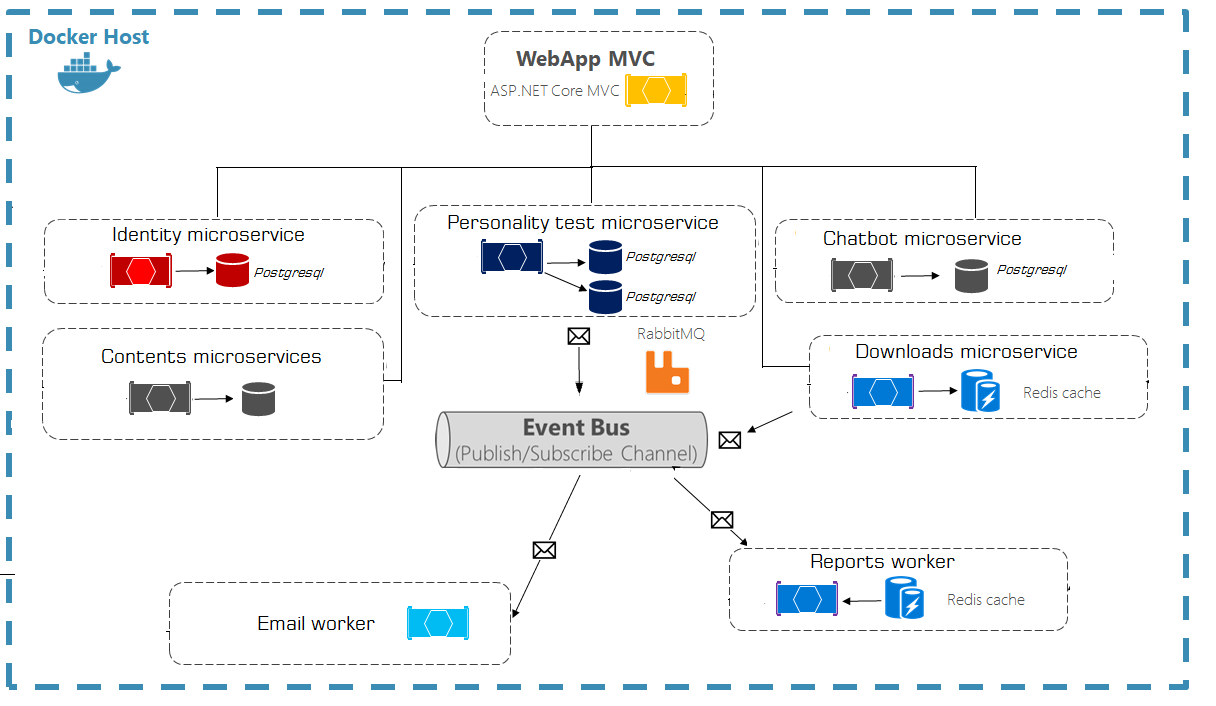 Docker Host
WebApp MVC
ASP.NET Core MVC
Identity microservice
Postgresql
Personality test microservice
Postgresql
Postgresql
Chatbot microservice
Postgresql
Contents microservices
RabbitMQ
Downloads microservice
Redis cache
Event Bus
(Publish/Subscribe Channel)
Reports worker
Redis cache
Email worker